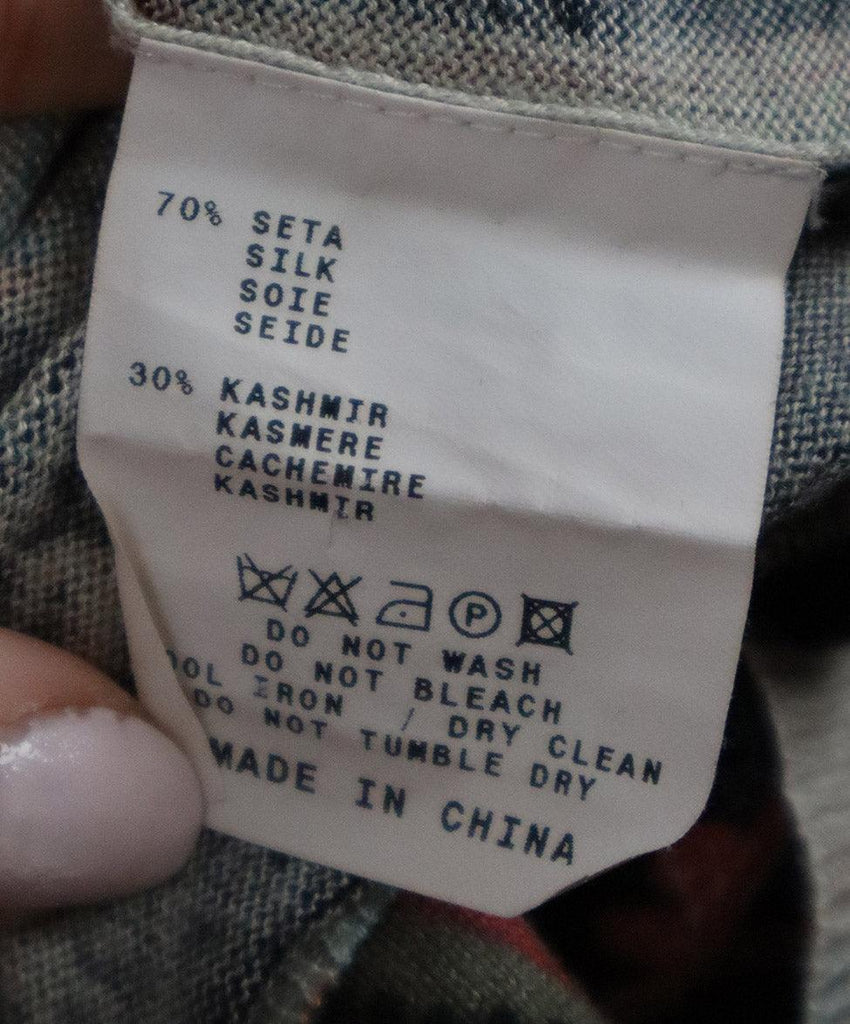 70% SETA
SILK
SOIE
SEIDE
30% KASHMIR
KASMERE
CACHEMIRE
KASHMIR
P
DO NOT WASH
DO NOT BLEACH
IRON / DRY CLEAN
DO NOT TUMBLE DRY
MADE IN CHINA